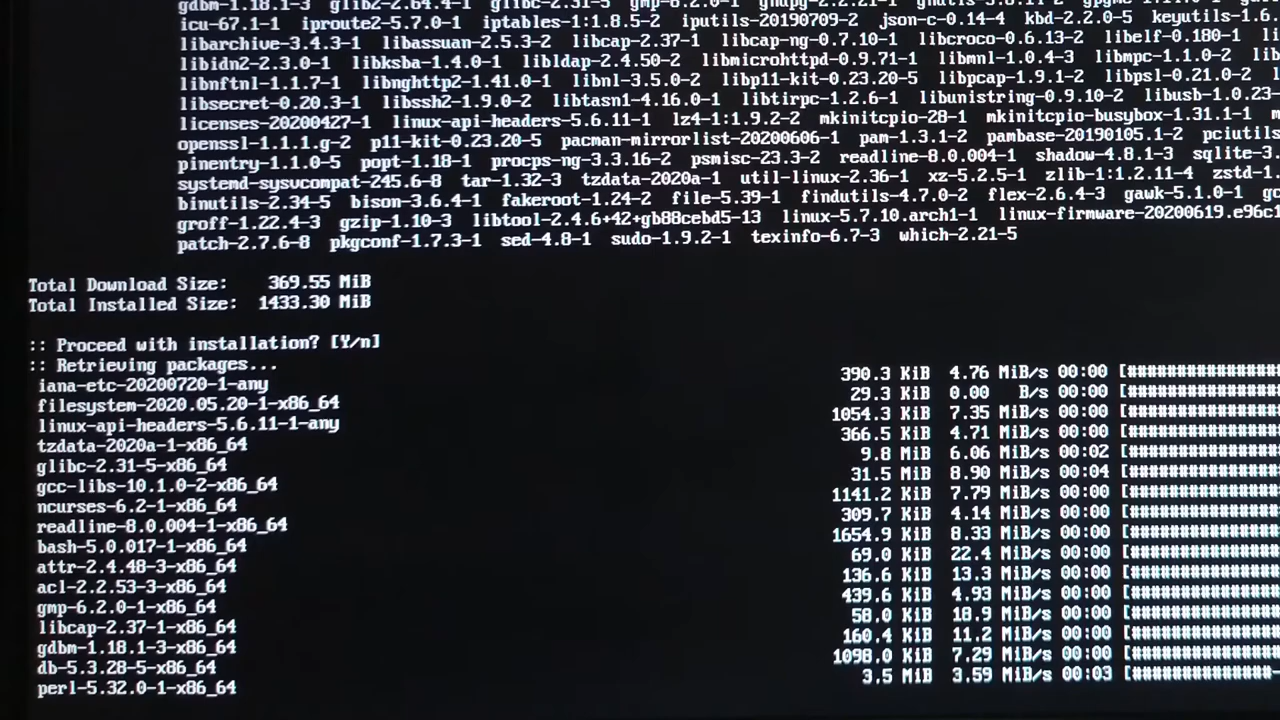 gdbm-1.18.1-3 glib2-2.64.4-1 glibc-2.31-5 gmp-6.2.0-1 gnupg-2.2.21-1
icu-67.1-1 iproute2-5.7.0-1 iptables-1:1.8.5-2 iputils-20190709-2 json-c-0.14-4 kbd-2.2.0-5 keyutils-1.6.
libarchive-3.4.3-1 libassuan-2.5.3-2 libcap-2.37-1 libcap-ng-0.7.10-1 libcroco-0.6.13-2 libelf-0.180-1 li
libidn2-2.3.0-1 libksba-1.4.0-1 libldap-2.4.50-2 libmicrohttpd-0.9.71-1 libmnl-1.0.4-3 libmpc-1.1.0-2
libnftnl-1.1.7-1 libnghttp2-1.41.0-1 libnl-3.5.0-2 libp11-kit-0.23.20-5 libpcap-1.9.1-2 libpsl-0.21.0-2
libsecret-0.20.3-1 libssh2-1.9.0-2 libtasn1-4.16.0-1 libtirpc-1.2.6-1 libunistring-0.9.10-2 libusb-1.0.23-
licenses-20200427-1 linux-api-headers-5.6.11-1 lz4-1:1.9.2-2 mkinitcpio-28-1 mkinitcpio-busybox-1.31.1-1
openssl-1.1.1.g-2 p11-kit-0.23.20-5 pacman-mirrorlist-20200606-1 pam-1.3.1-2 pambase-20190105.1-2 pciutils
pinentry-1.1.0-5 popt-1.18-1 procps-ng-3.3.16-2 psmisc-23.3-2 readline-8.0.004-1 shadow-4.8.1-3 sqlite-3.
systemd-sysvcompat-245.6-8 tar-1.32-3 tzdata-2020a-1 util-linux-2.36-1 xz-5.2.5-1 zlib-1:1.2.11-4 zstd-1.
binutils-2.34-5 bison-3.6.4-1 fakeroot-1.24-2 file-5.39-1 findutils-4.7.0-2 flex-2.6.4-3 gawk-5.1.0-1 gc
groff-1.22.4-3 gzip-1.10-3 libtool-2.4.6+42+gb88cebd5-13 linux-5.7.10.arch1-1 linux-firmware-20200619.e96c1
patch-2.7.6-8 pkgconf-1.7.3-1 sed-4.8-1 sudo-1.9.2-1 texinfo-6.7-3 which-2.21-5
Total Download Size: 369.55 MiB
Total Installed Size: 1433.30 MiB
:: Proceed with installation? [Y/n]
:: Retrieving packages...
iana-etc-20200720-1-any 390.3 KiB 4.76 MiB/s 00:00 [###############
filesystem-2020.05.20-1-x86_64 29.3 KiB 0.00 B/s 00:00 [###############
linux-api-headers-5.6.11-1-any 1054.3 KiB 7.35 MiB/s 00:00 [###############
tzdata-2020a-1-x86_64 366.5 KiB 4.71 MiB/s 00:00 [###############
glibc-2.31-5-x86_64 9.8 MiB 6.06 MiB/s 00:02 [###############
gcc-libs-10.1.0-2-x86_64 31.5 MiB 8.90 MiB/s 00:04 [###############
ncurses-6.2-1-x86_64 1141.2 KiB 7.79 MiB/s 00:00 [###############
readline-8.0.004-1-x86_64 309.7 KiB 4.14 MiB/s 00:00 [###############
bash-5.0.017-1-x86_64 1654.9 KiB 8.33 MiB/s 00:00 [###############
attr-2.4.48-3-x86_64 69.0 KiB 22.4 MiB/s 00:00 [###############
acl-2.2.53-3-x86_64 136.6 KiB 13.3 MiB/s 00:00 [###############
gmp-6.2.0-1-x86_64 439.6 KiB 4.93 MiB/s 00:00 [###############
libcap-2.37-1-x86_64 58.0 KiB 18.9 MiB/s 00:00 [###############
gdbm-1.18.1-3-x86_64 160.4 KiB 11.2 MiB/s 00:00 [###############
db-5.3.28-5-x86_64 1098.0 KiB 7.29 MiB/s 00:00 [###############
perl-5.32.0-1-x86_64 3.5 MiB 3.59 MiB/s 00:03 [##############-